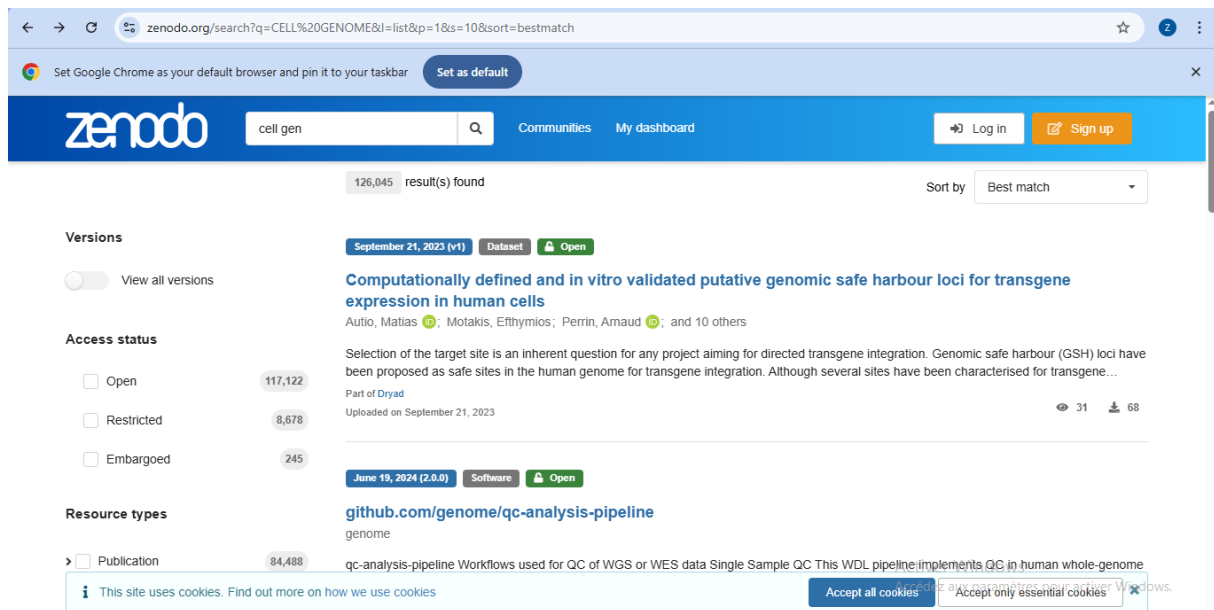 zenodo.org/search?q=CELL%20GENOME&l=list&p=1&s=10&sort=bestmatch
Z
Set Google Chrome as your default browser and pin it to your taskbar
Set as default
zenodo
cell gen
Communities
My dashboard
Log in
Sign up
126,045 result(s) found
Sort by
Best match
Versions
View all versions
Access status
Open 117,122
Restricted 8,678
Embargoed 245
Resource types
Publication 84,488
September 21, 2023 (v1) Dataset Open
Computationally defined and in vitro validated putative genomic safe harbour loci for transgene
expression in human cells
Autio, Matias iD; Motakis, Efthymios; Perrin, Arnaud iD; and 10 others
Selection of the target site is an inherent question for any project aiming for directed transgene integration. Genomic safe harbour (GSH) loci have
been proposed as safe sites in the human genome for transgene integration. Although several sites have been characterised for transgene…
Part of Dryad
Uploaded on September 21, 2023
31 68
June 19, 2024 (2.0.0) Software Open
github.com/genome/qc-analysis-pipeline
genome
qc-analysis-pipeline Workflows used for QC of WGS or WES data Single Sample QC This WDL pipeline implements QC in human whole-genome
Activer Windows
Accédez aux paramètres pour activer Windows.
This site uses cookies. Find out more on how we use cookies
Accept all cookies
Accept only essential cookies